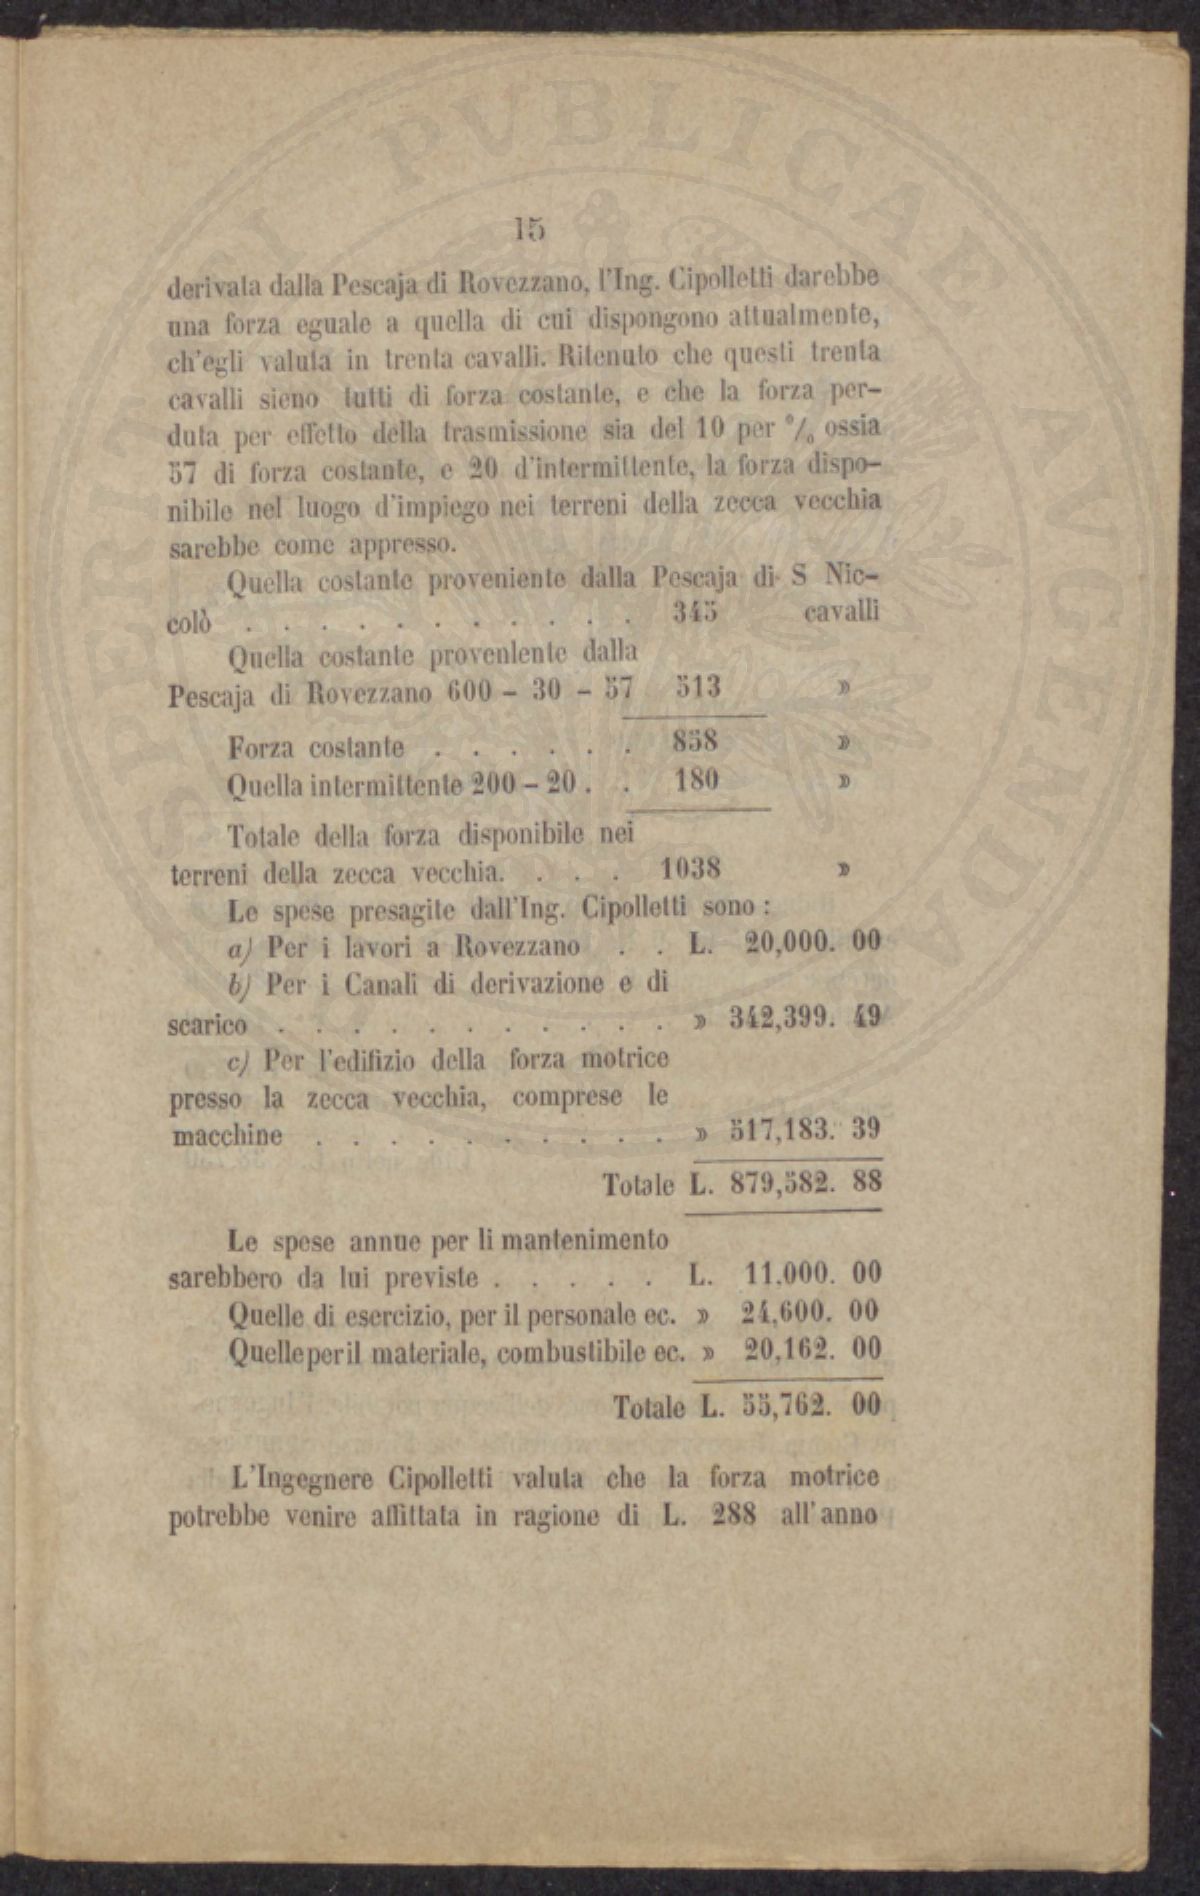 15
derivata dalla Pescaja di Rovezzano, l'Ing. Cipolletti darebbe
una forza eguale a quella di cui dispongono attualmente,
ch'egli valuta in trenta cavalli. Ritenuto che questi trenta
cavalli sieno tutti di forza costante, e che la forza per-
duta per effetto della trasmissione sia del 10 per °/₀ ossia
57 di forza costante, e 20 d'intermittente, la forza dispo-
nibile nel luogo d'impiego nei terreni della zecca vecchia
sarebbe come appresso.
Quella costante proveniente dalla Pescaja di S Nic-
colò . . . . . . . . . . . 345 cavalli
Quella costante provenlente dalla
Pescaja di Rovezzano 600 – 30 – 57 513 »
Forza costante . . . . . . 858 »
Quella intermittente 200 – 20 . . 180 »
Totale della forza disponibile nei
terreni della zecca vecchia. . . . 1038 »
Le spese presagite dall'Ing. Cipolletti sono :
a) Per i lavori a Rovezzano . . L. 20,000. 00
b) Per i Canali di derivazione e di
scarico . . . . . . . . . . . » 342,399. 49
c) Per l'edifizio della forza motrice
presso la zecca vecchia, comprese le
macchine . . . . . . . . . . » 517,183. 39
Totale L. 879,582. 88
Le spese annue per li mantenimento
sarebbero da lui previste . . . . . L. 11.000. 00
Quelle di esercizio, per il personale ec. » 24.600. 00
Quelle per il materiale, combustibile ec. » 20,162. 00
Totale L. 55,762. 00
L'Ingegnere Cipolletti valuta che la forza motrice
potrebbe venire affittata in ragione di L. 288 all'anno
SPERITATI PUBLICAE AUGENDAE